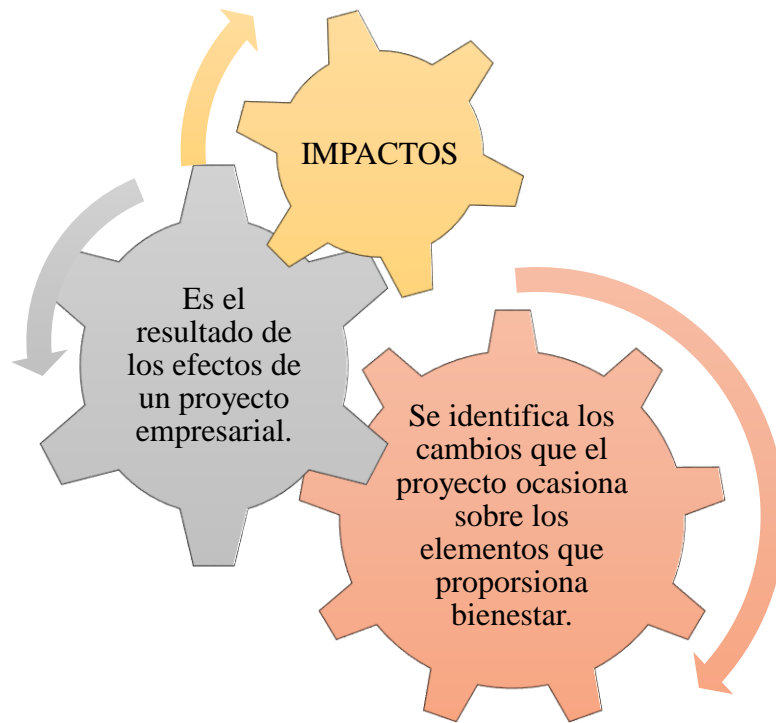 IMPACTOS
Es el
resultado de
los efectos de
un proyecto
empresarial.
Se identifica los
cambios que el
proyecto ocasiona
sobre los
elementos que
proporsiona
bienestar.